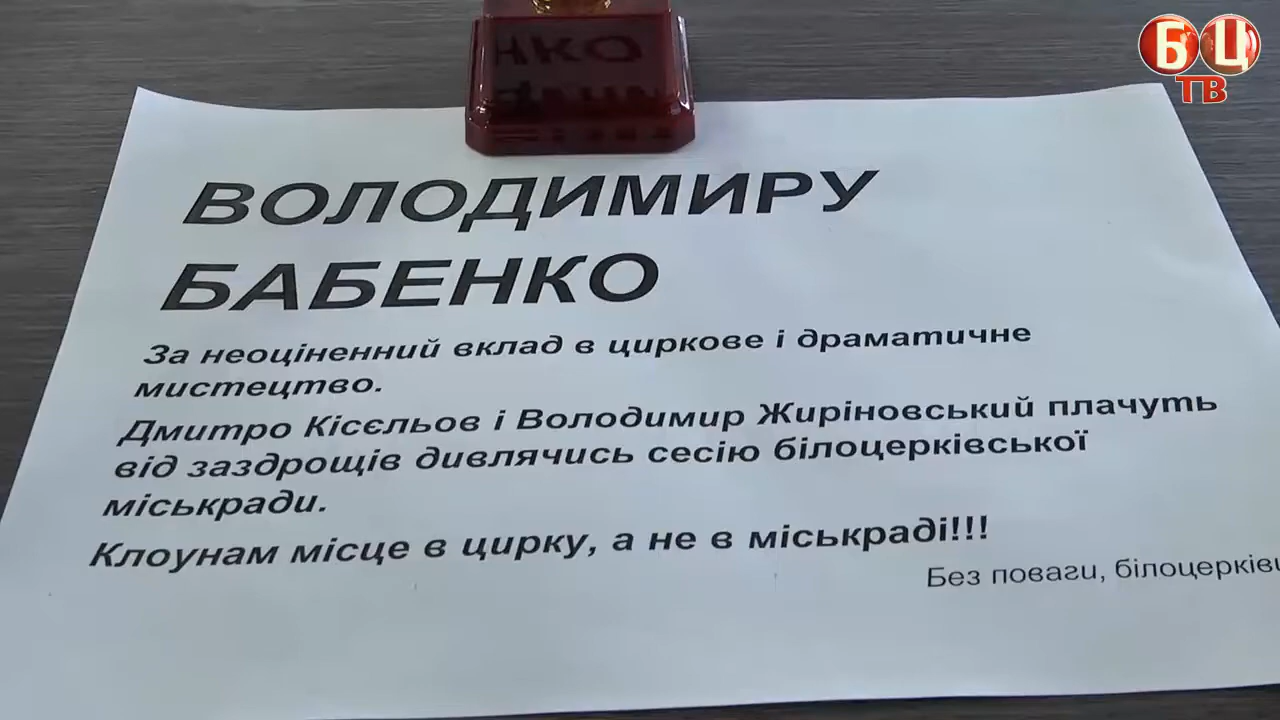 БЦ
ТВ
НКО
ВОЛОДИМИРУ
БАБЕНКО
За неоціненний вклад в циркове і драматичне
мистецтво.
Дмитро Кісєльов і Володимир Жиріновський плачуть
від заздрощів дивлячись сесію білоцерківської
міськради.
Клоунам місце в цирку, а не в міськраді!!!
Без поваги,